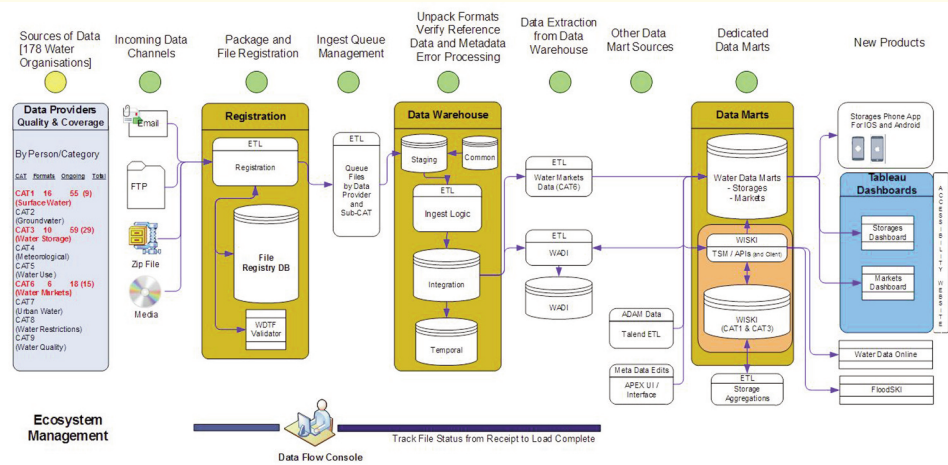 Sources of Data
[178 Water
Organisations]
Incoming Data
Channels
Package and
File Registration
Ingest Queue
Management
Unpack Formats
Verify Reference
Data and Metadata
Error Processing
Data Extraction
from Data
Warehouse
Other Data
Mart Sources
Dedicated
Data Marts
New Products
Data Providers
Quality & Coverage
By Person/Category
CAT Formats Ongoing Total
CAT1 16 55 (9)
(Surface Water)
CAT2
(Groundwater)
CAT3 10 59 (29)
(Water Storage)
CAT4
(Meteorological)
CAT5
(Water Use)
CAT6 6 18 (15)
(Water Markets)
CAT7
(Urban Water)
CAT8
(Water Restrictions)
CAT9
(Water Quality)
Email
FTP
Zip File
Media
Registration
ETL
Registration
File
Registry DB
WDTF
Validator
ETL
Queue
Files
by Data
Provider
and
Sub-CAT
Data Warehouse
Staging
Common
ETL
Ingest Logic
Integration
Temporal
ETL
Water Markets
Data (CAT6)
ETL
WADI
WADI
ADAM Data
Talend ETL
Meta Data Edits
APEX UI /
Interface
Data Marts
Water Data Marts
- Storages
- Markets
WISKI
TSM / APIs (and Client)
WISKI
(CAT1 & CAT3)
ETL
Storage
Aggregations
Storages Phone App
For IOS and Android
Tableau
Dashboards
Storages
Dashboard
Markets
Dashboard
ACCESSIBILITY WEBSITE
Water Data Online
FloodSKI
Ecosystem
Management
Track File Status from Receipt to Load Complete
Data Flow Console